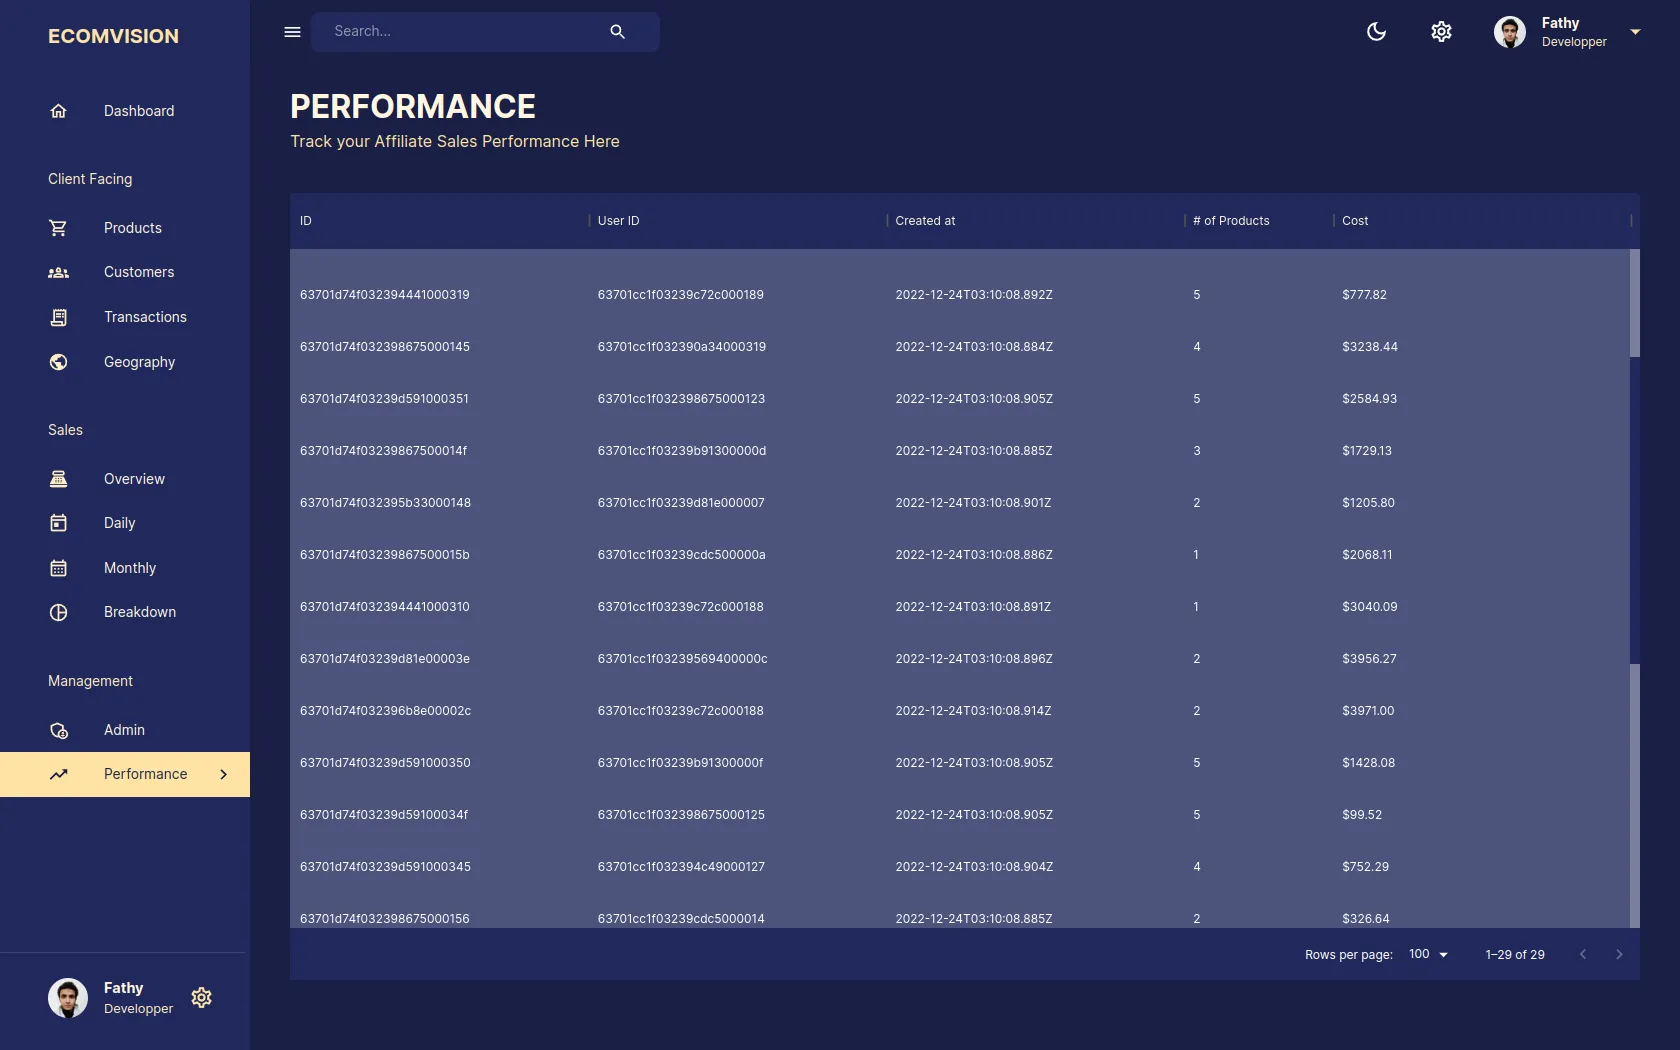 ECOMVISION
Search...
Fathy
Developper
Dashboard
Client Facing
Products
Customers
Transactions
Geography
Sales
Overview
Daily
Monthly
Breakdown
Management
Admin
Performance
Fathy
Developper
PERFORMANCE
Track your Affiliate Sales Performance Here
ID User ID Created at # of Products Cost
63701d74f032394441000319 63701cc1f03239c72c000189 2022-12-24T03:10:08.892Z 5 $777.82
63701d74f032398675000145 63701cc1f032390a34000319 2022-12-24T03:10:08.884Z 4 $3238.44
63701d74f03239d591000351 63701cc1f032398675000123 2022-12-24T03:10:08.905Z 5 $2584.93
63701d74f03239867500014f 63701cc1f03239b91300000d 2022-12-24T03:10:08.885Z 3 $1729.13
63701d74f032395b33000148 63701cc1f03239d81e000007 2022-12-24T03:10:08.901Z 2 $1205.80
63701d74f03239867500015b 63701cc1f03239cdc500000a 2022-12-24T03:10:08.886Z 1 $2068.11
63701d74f032394441000310 63701cc1f03239c72c000188 2022-12-24T03:10:08.891Z 1 $3040.09
63701d74f03239d81e00003e 63701cc1f03239569400000c 2022-12-24T03:10:08.896Z 2 $3956.27
63701d74f032396b8e00002c 63701cc1f03239c72c000188 2022-12-24T03:10:08.914Z 2 $3971.00
63701d74f03239d591000350 63701cc1f03239b91300000f 2022-12-24T03:10:08.905Z 5 $1428.08
63701d74f03239d59100034f 63701cc1f032398675000125 2022-12-24T03:10:08.905Z 5 $99.52
63701d74f03239d591000345 63701cc1f032394c49000127 2022-12-24T03:10:08.904Z 4 $752.29
63701d74f032398675000156 63701cc1f03239cdc5000014 2022-12-24T03:10:08.885Z 2 $326.64
Rows per page: 100 1–29 of 29